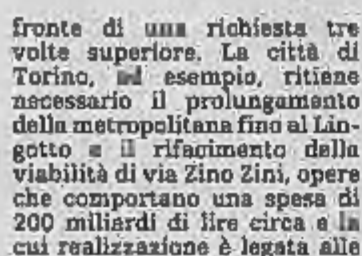 fronte di una richiesta tre
volte superiore. La città di
Torino, ad esempio, ritiene
necessario il prolungamento
della metropolitana fino al Lin-
gotto e il rifacimento della
viabilità di via Zino Zini, opere
che comportano una spesa di
200 miliardi di lire circa e la
cui realizzazione è legata alle